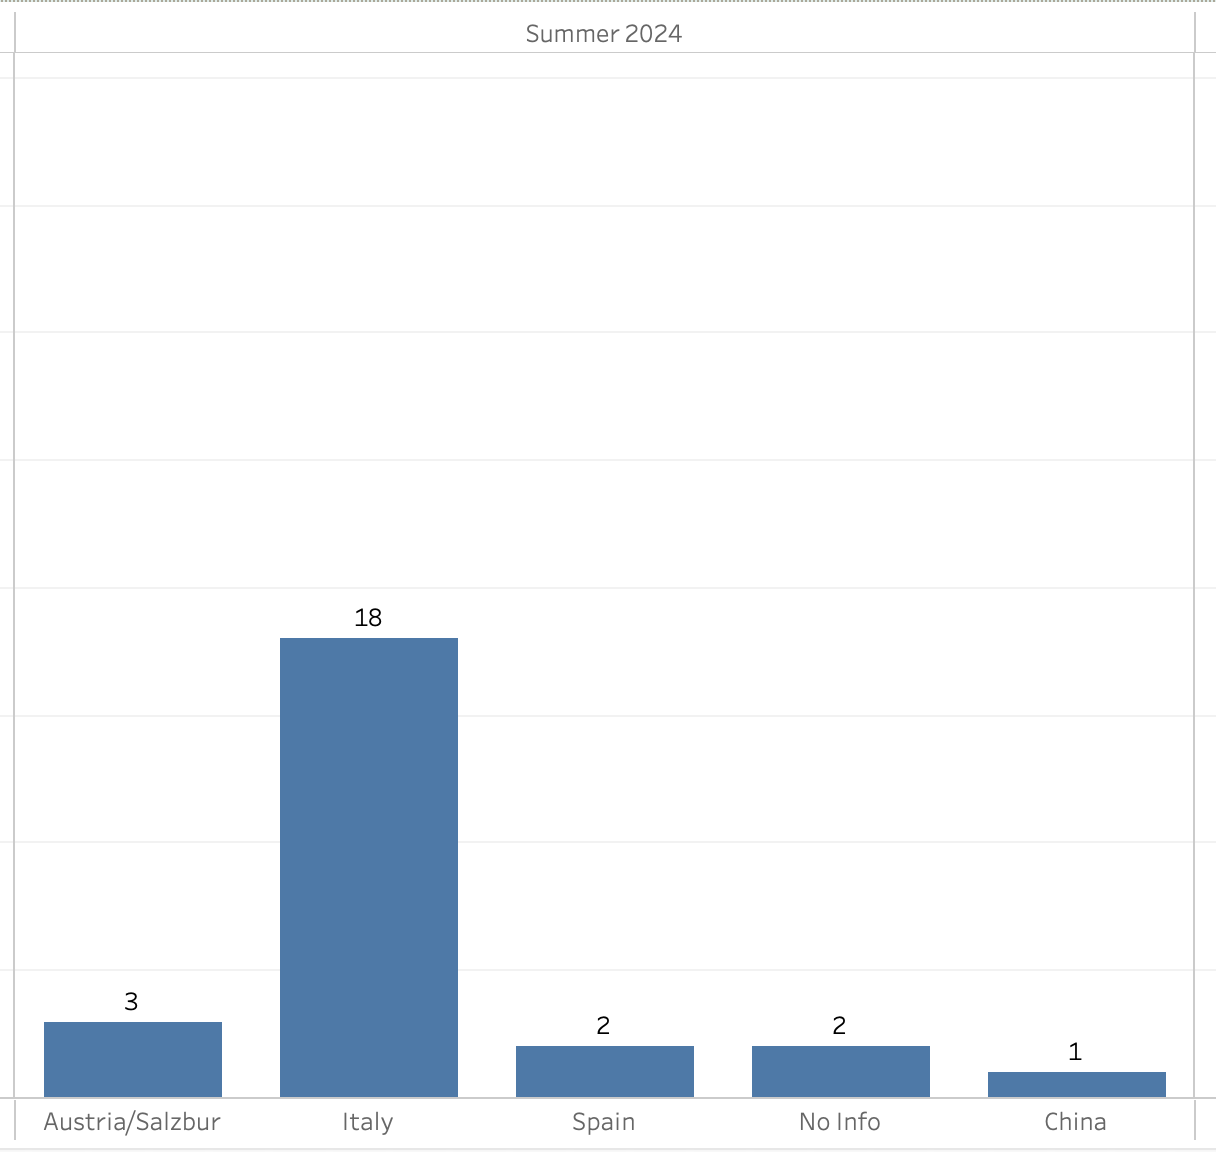 Summer 2024
18
3
2
2
1
Austria/Salzbur
Italy
Spain
No Info
China